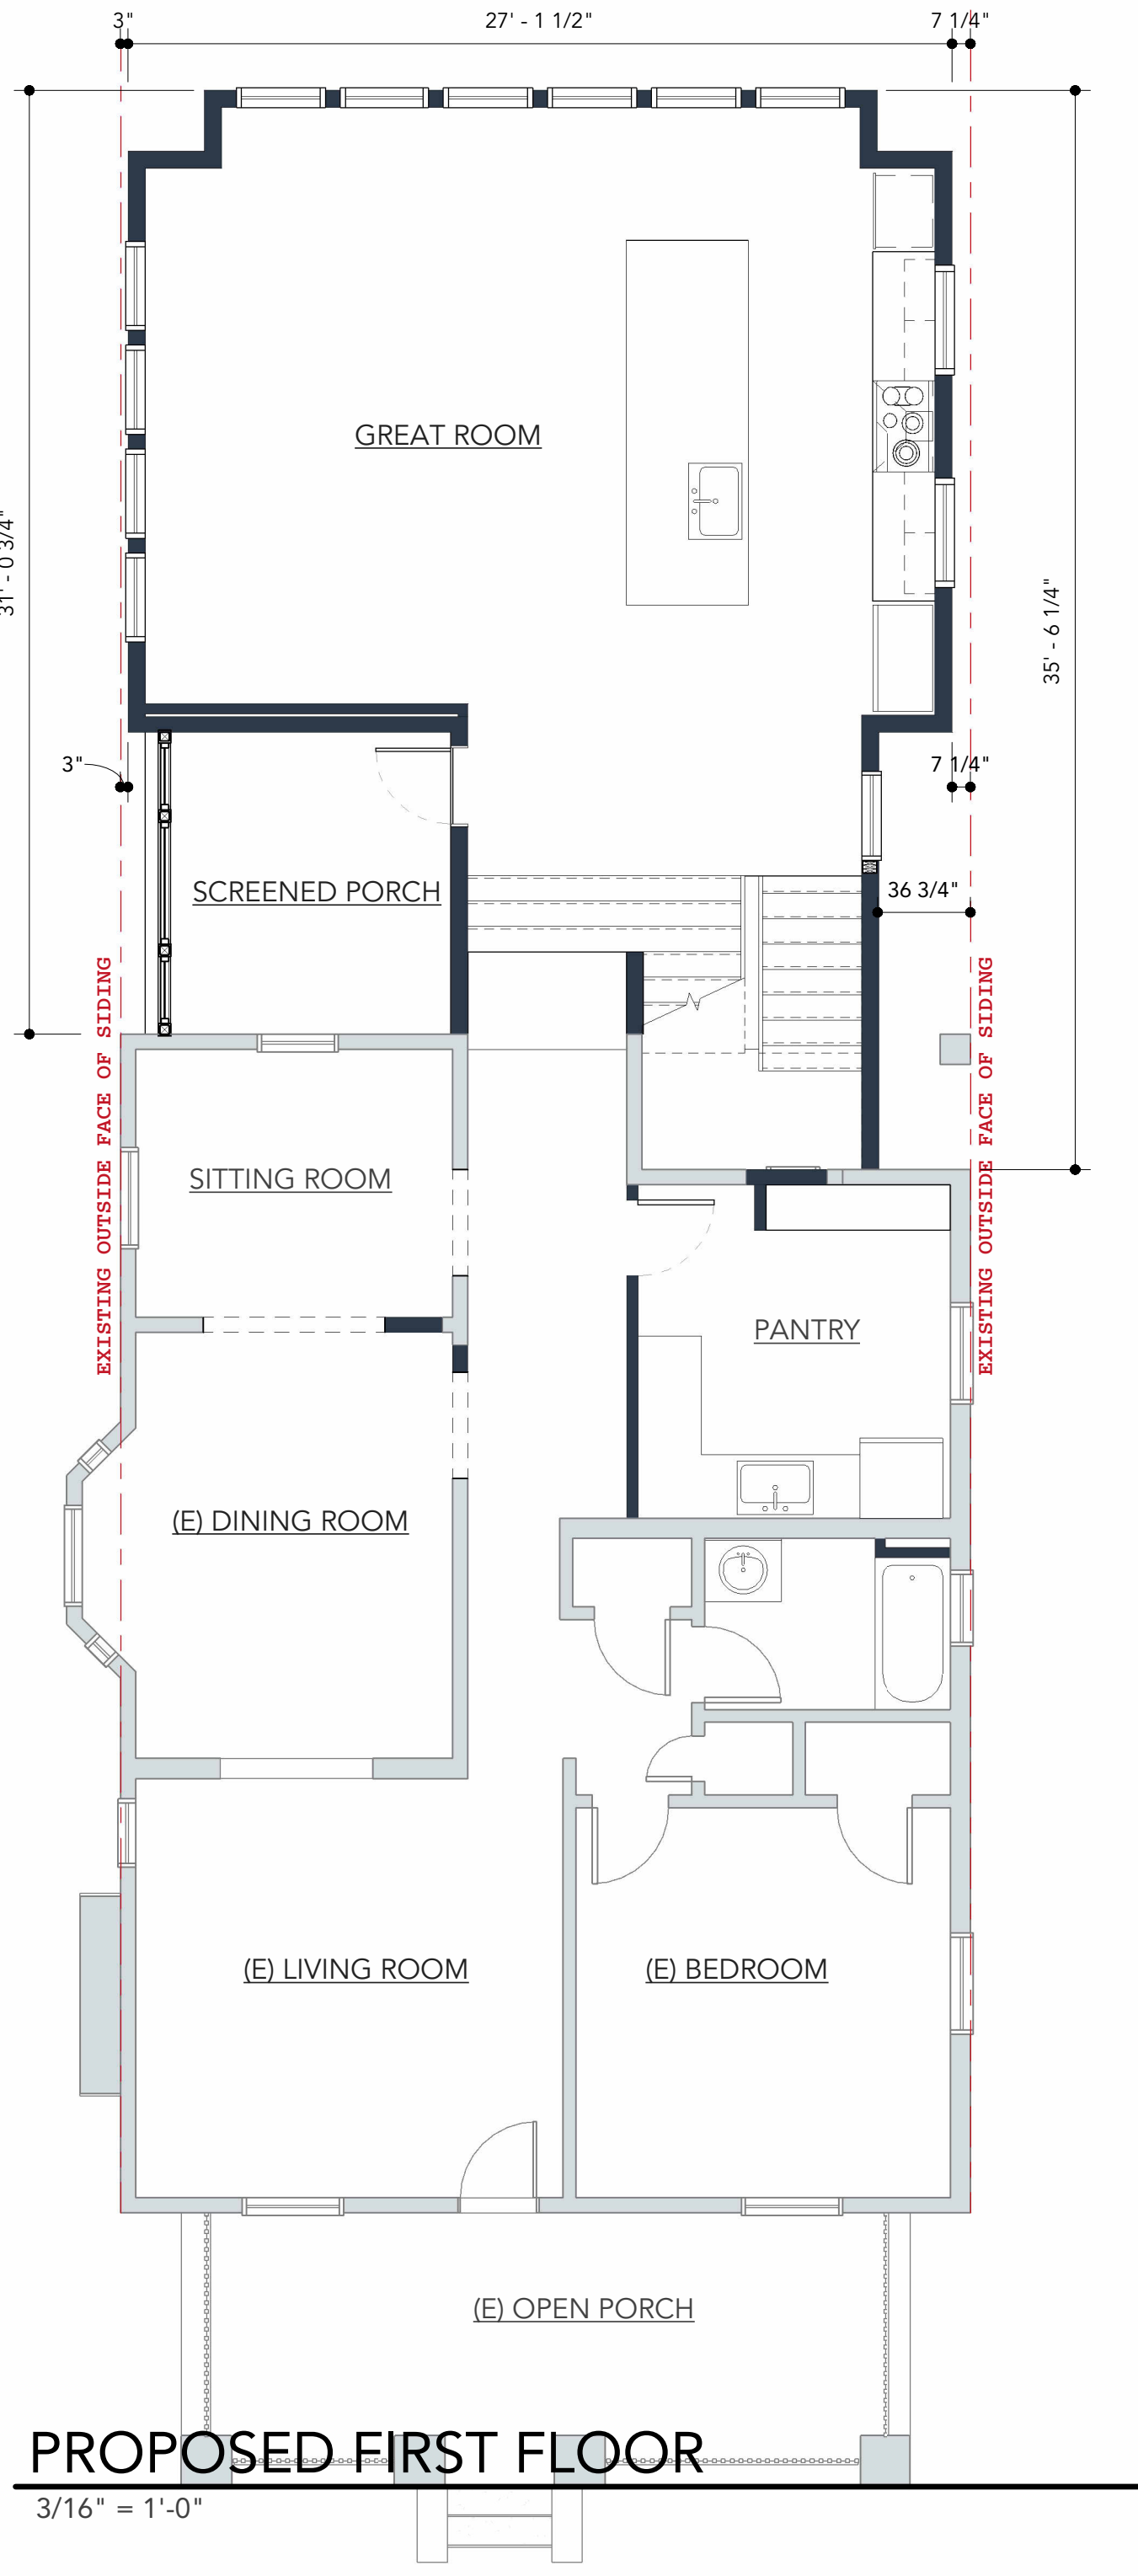 3"
27' - 1 1/2"
7 1/4"
GREAT ROOM
31' - 0 3/4"
35' - 6 1/4"
3"
7 1/4"
SCREENED PORCH
36 3/4"
EXISTING OUTSIDE FACE OF SIDING
EXISTING OUTSIDE FACE OF SIDING
SITTING ROOM
PANTRY
(E) DINING ROOM
(E) LIVING ROOM
(E) BEDROOM
(E) OPEN PORCH
PROPOSED FIRST FLOOR
3/16" = 1'-0"